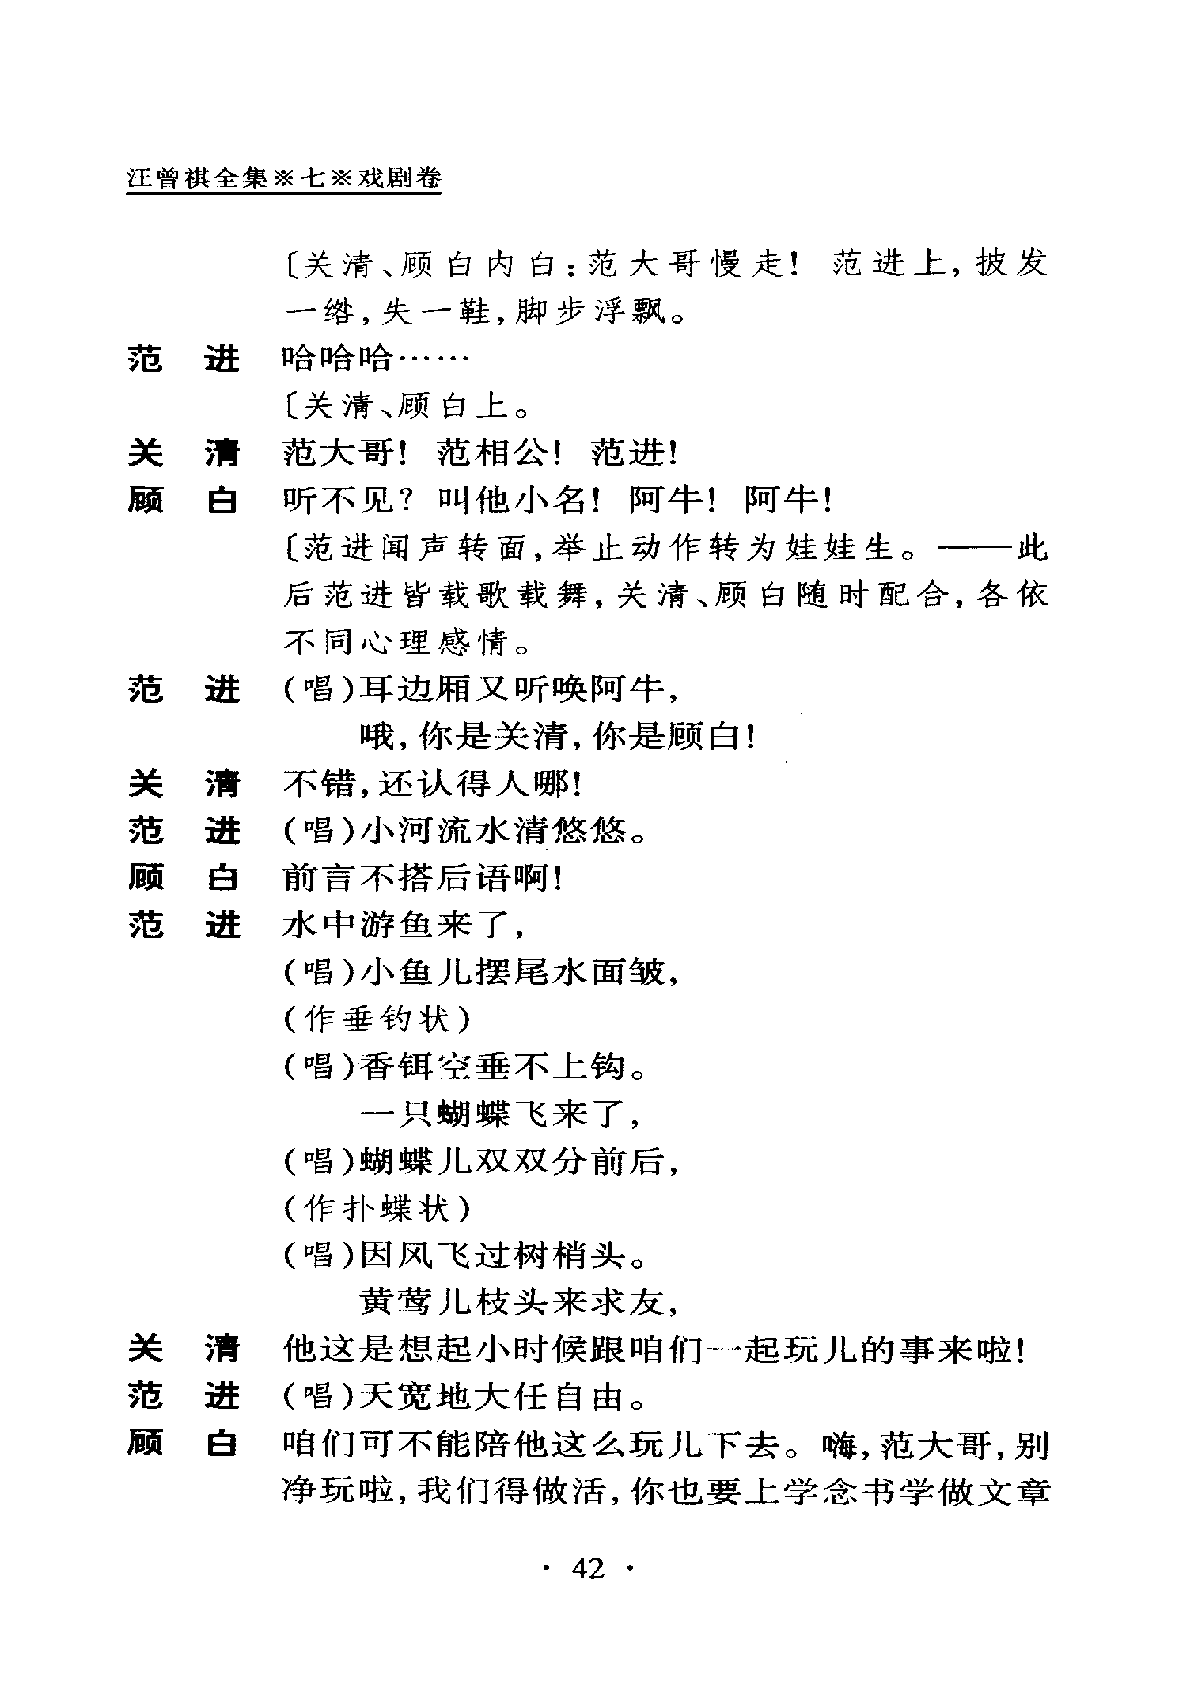 汪曾祺全集※七※戏剧卷
〔关清、顾白内白:范大哥慢走! 范进上,披发
一绺,失一鞋,脚步浮飘。
范 进 哈哈哈……
〔关清、顾白上。
关 清 范大哥! 范相公! 范进!
顾 白 听不见? 叫他小名! 阿牛! 阿牛!
〔范进闻声转面,举止动作转为娃娃生。——此
后范进皆载歌载舞,关清、顾白随时配合,各依
不同心理感情。
范 进 (唱)耳边厢又听唤阿牛,
哦,你是关清,你是顾白!
关 清 不错,还认得人哪!
范 进 (唱)小河流水清悠悠。
顾 白 前言不搭后语啊!
范 进 水中游鱼来了,
(唱)小鱼儿摆尾水面皱,
(作垂钓状)
(唱)香饵空垂不上钩。
一只蝴蝶飞来了,
(唱)蝴蝶儿双双分前后,
(作扑蝶状)
(唱)因风飞过树梢头。
黄莺儿枝头来求友,
关 清 他这是想起小时候跟咱们一起玩儿的事来啦!
范 进 (唱)天宽地大任自由。
顾 白 咱们可不能陪他这么玩儿下去。嗨,范大哥,别
净玩啦,我们得做活,你也要上学念书学做文章
· 42 ·